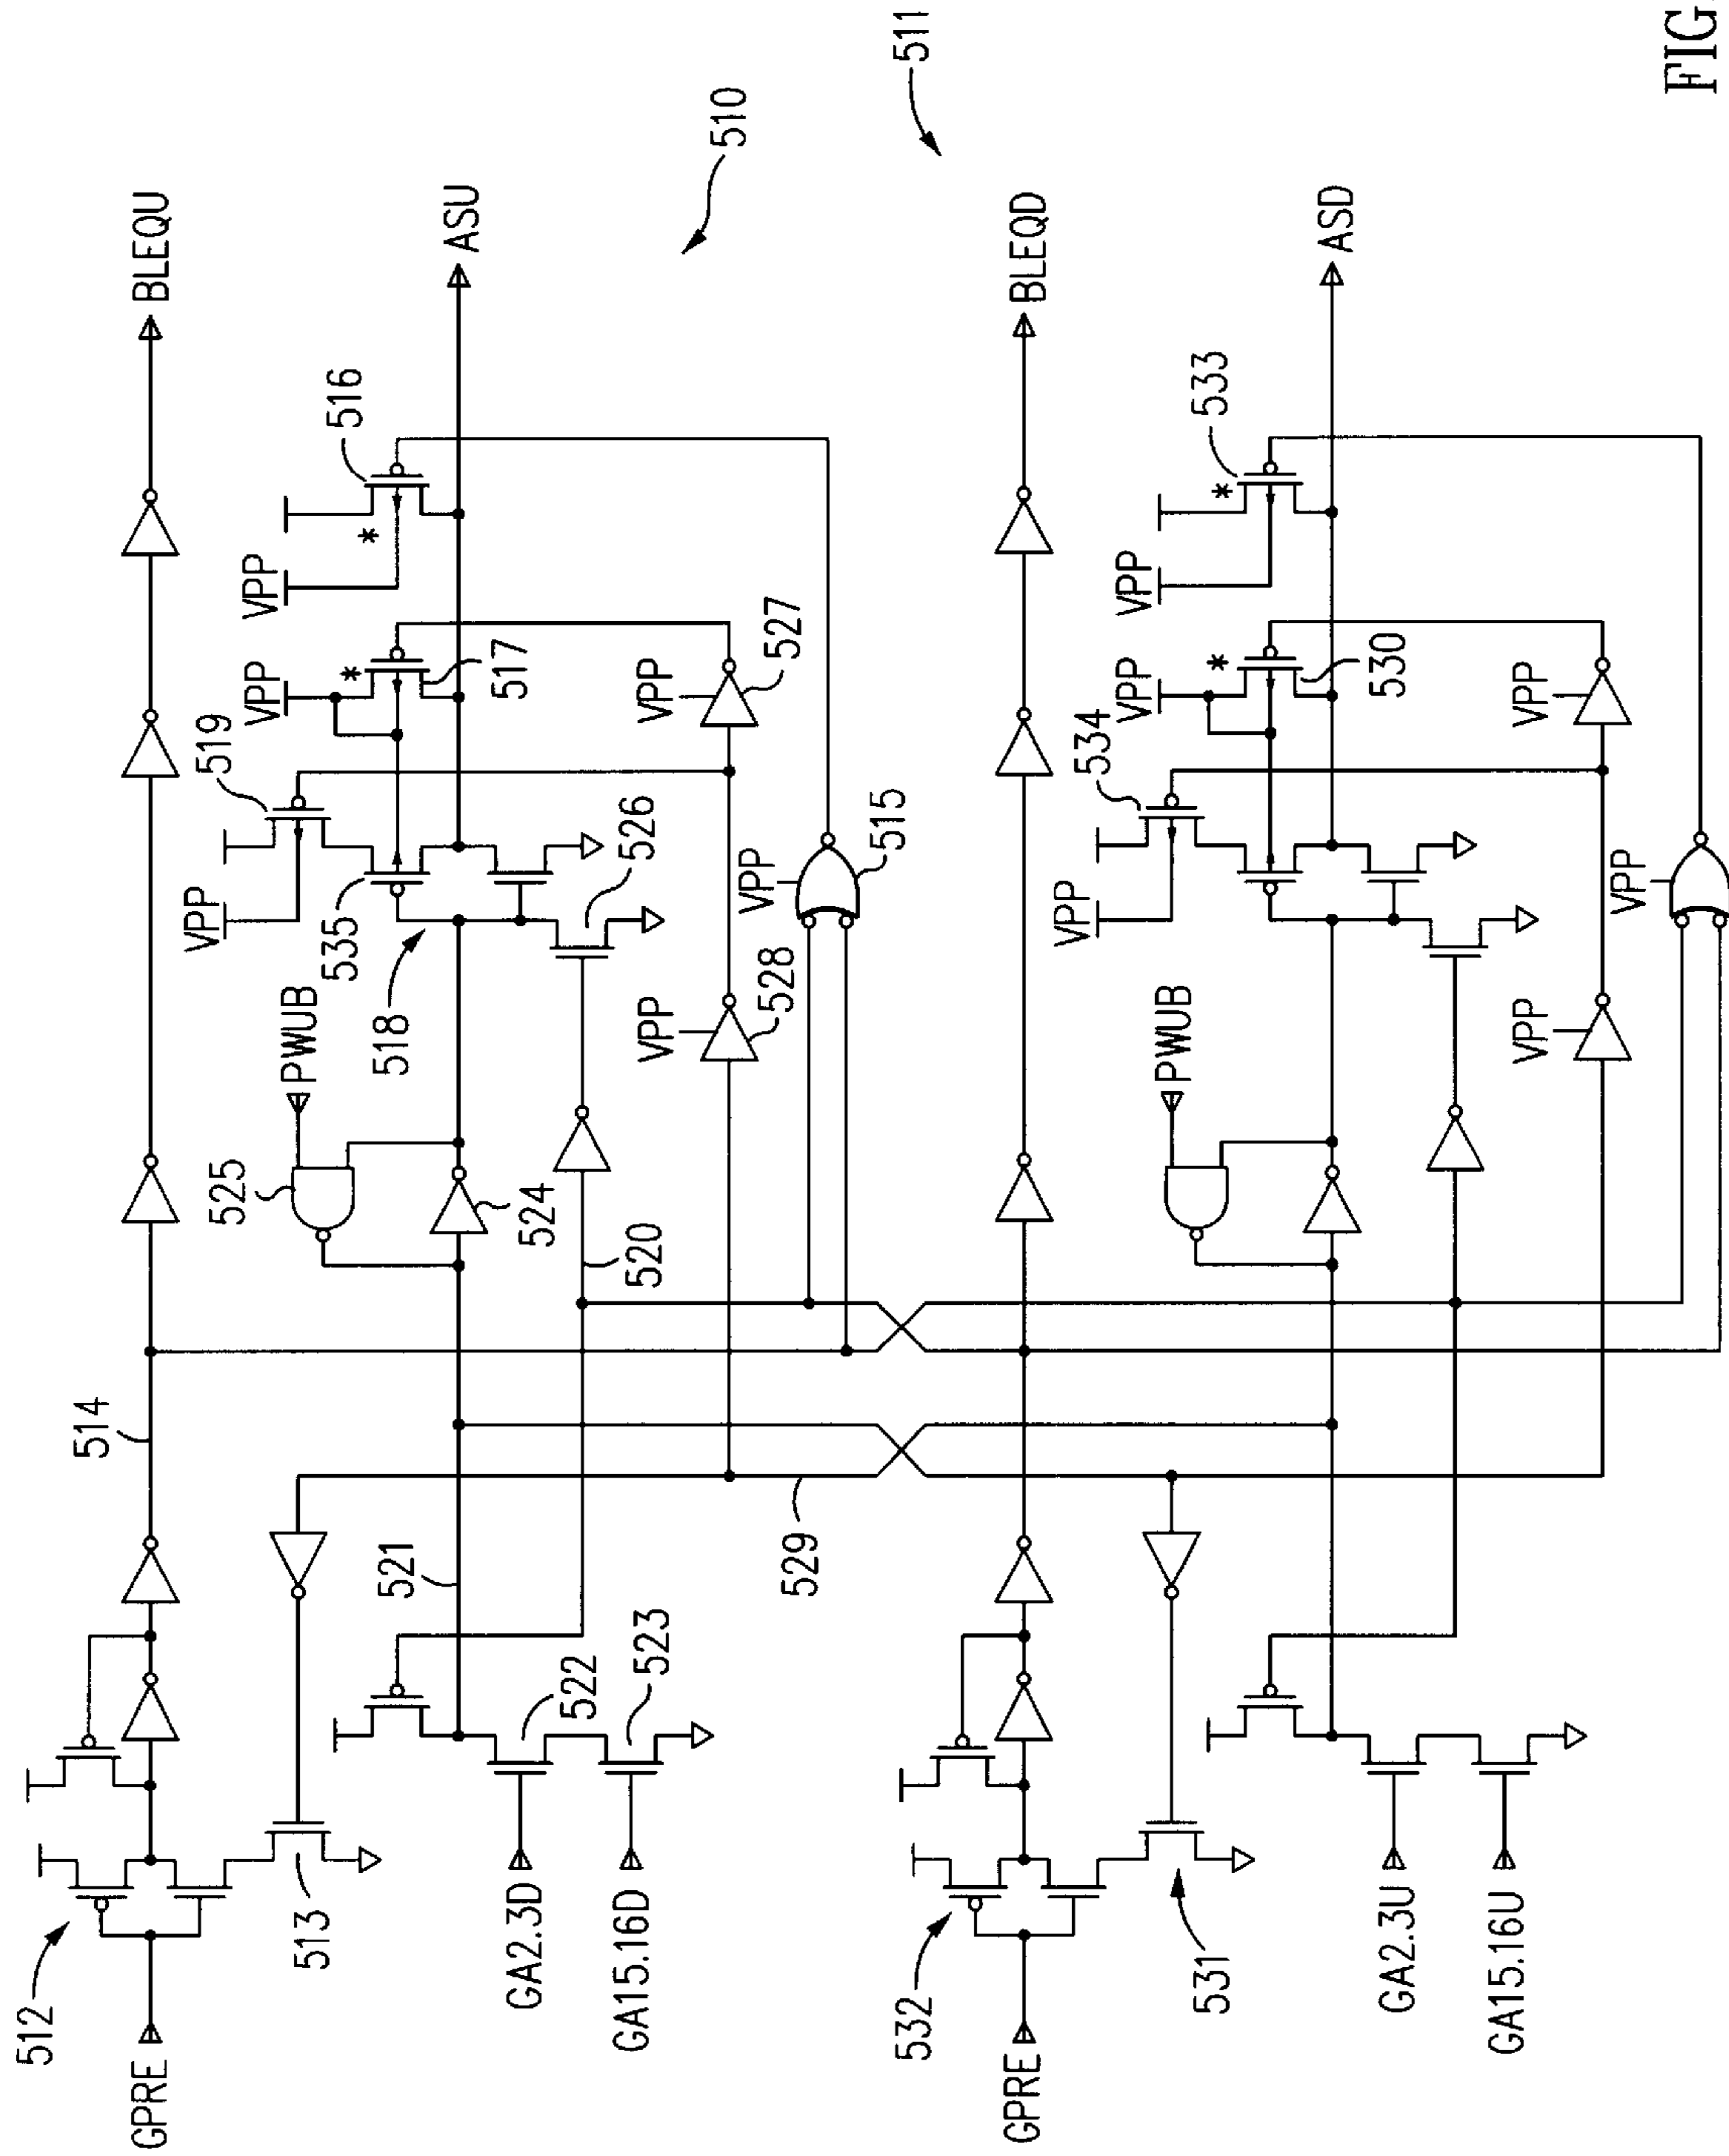 FIG.
511
510
BLEQU
ASU
BLEQD
ASD
516
533
VPP
VPP
VPP
517
527
VPP
VPP
530
519
VPP
VPP
534
VPP
526
515
VPP
VPP
535
VPP
518
528
VPP
VPP
PWUB
PWUB
525
524
520
514
521
529
522
523
512
513
GA2.3D
GA15.16D
GPRE
532
531
GA2.3U
GA15.16U
GPRE
*
*
*
*